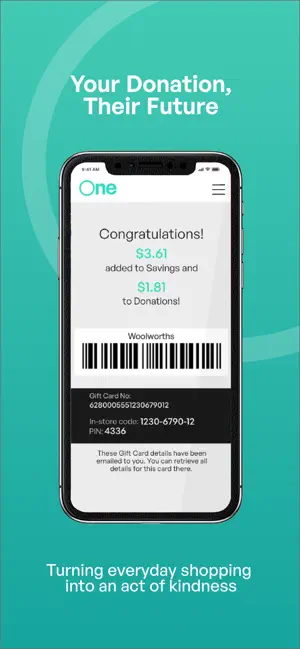 Your Donation,
Their Future
9:41 AM
One
Congratulations!
$3.61
added to Savings and
$1.81
to Donations!
Woolworths
Gift Card No:
6280005551230679012
In-store code: 1230-6790-12
PIN: 4336
These Gift Card details have been
emailed to you. You can retrieve all
details for this card there.
Turning everyday shopping
into an act of kindness